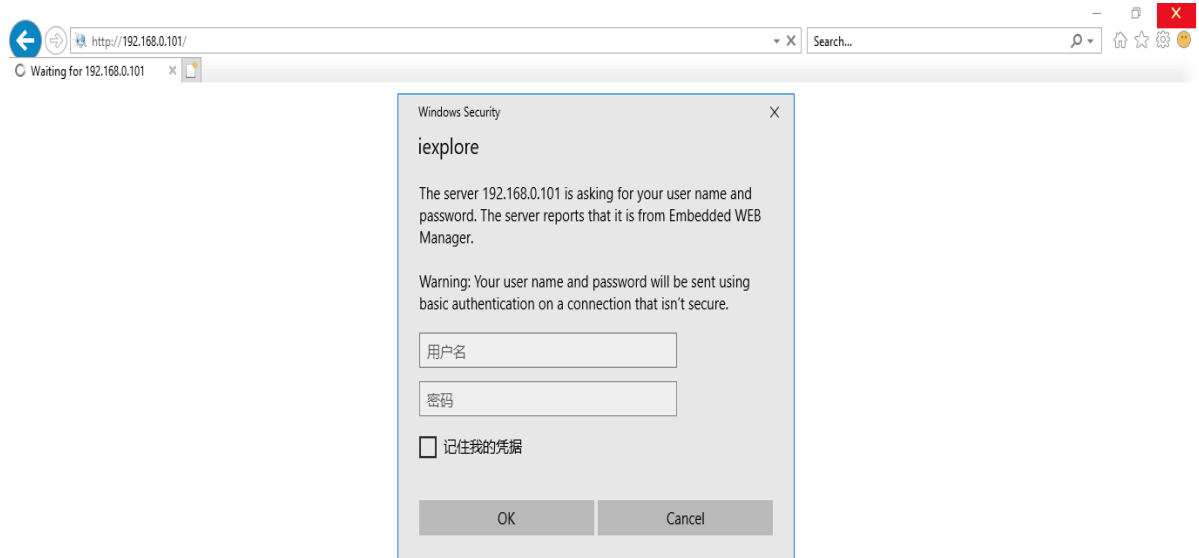 http://192.168.0.101/
Search...
Waiting for 192.168.0.101
Windows Security
iexplore
The server 192.168.0.101 is asking for your user name and
password. The server reports that it is from Embedded WEB
Manager.
Warning: Your user name and password will be sent using
basic authentication on a connection that isn't secure.
用户名
密码
记住我的凭据
OK
Cancel